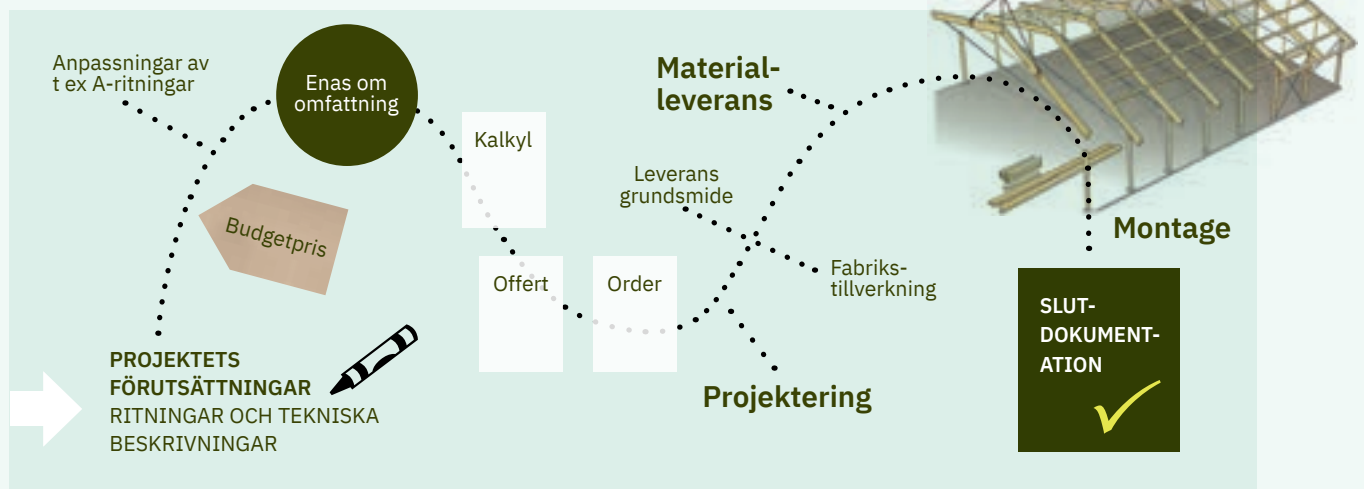 Anpassningar av
t ex A-ritningar
Enas om
omfattning
Budgetpris
PROJEKTETS
FÖRUTSÄTTNINGAR
RITNINGAR OCH TEKNISKA
BESKRIVNINGAR
Kalkyl
Offert
Order
Material-
leverans
Leverans
grundsmide
Fabriks-
tillverkning
Projektering
Montage
SLUT-
DOKUMENT-
ATION